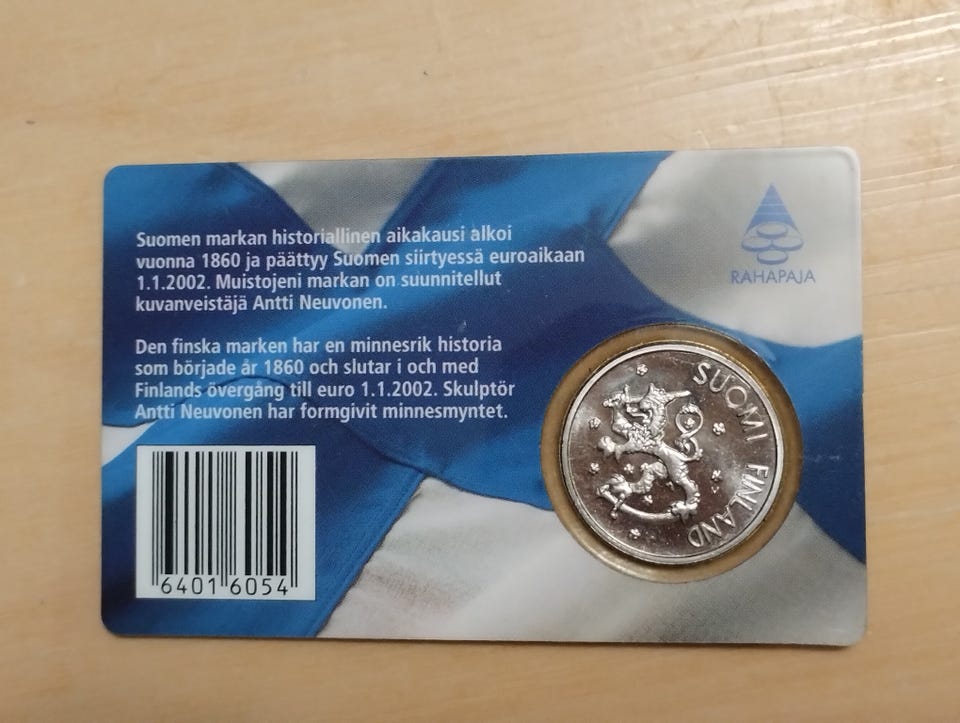 Suomen markan historiallinen aikakausi alkoi
vuonna 1860 ja päättyy Suomen siirtyessä euroaikaan
1.1.2002. Muistojeni markan on suunnitellut
kuvanveistäjä Antti Neuvonen.
Den finska marken har en minnesrik historia
som började år 1860 och slutar i och med
Finlands övergång till euro 1.1.2002. Skulptör
Antti Neuvonen har formgivit minnesmyntet.
6401 6054
RAHAPAJA
SUOMI FINLAND